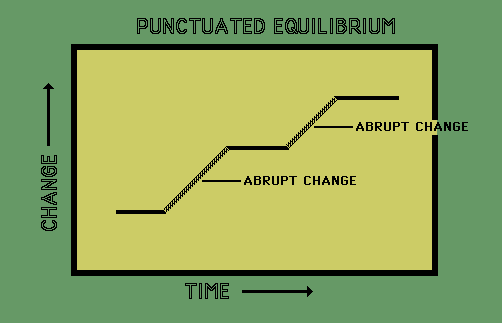 PUNCTUATED EQUILIBRIUM
ABRUPT CHANGE
ABRUPT CHANGE
CHANGE
TIME